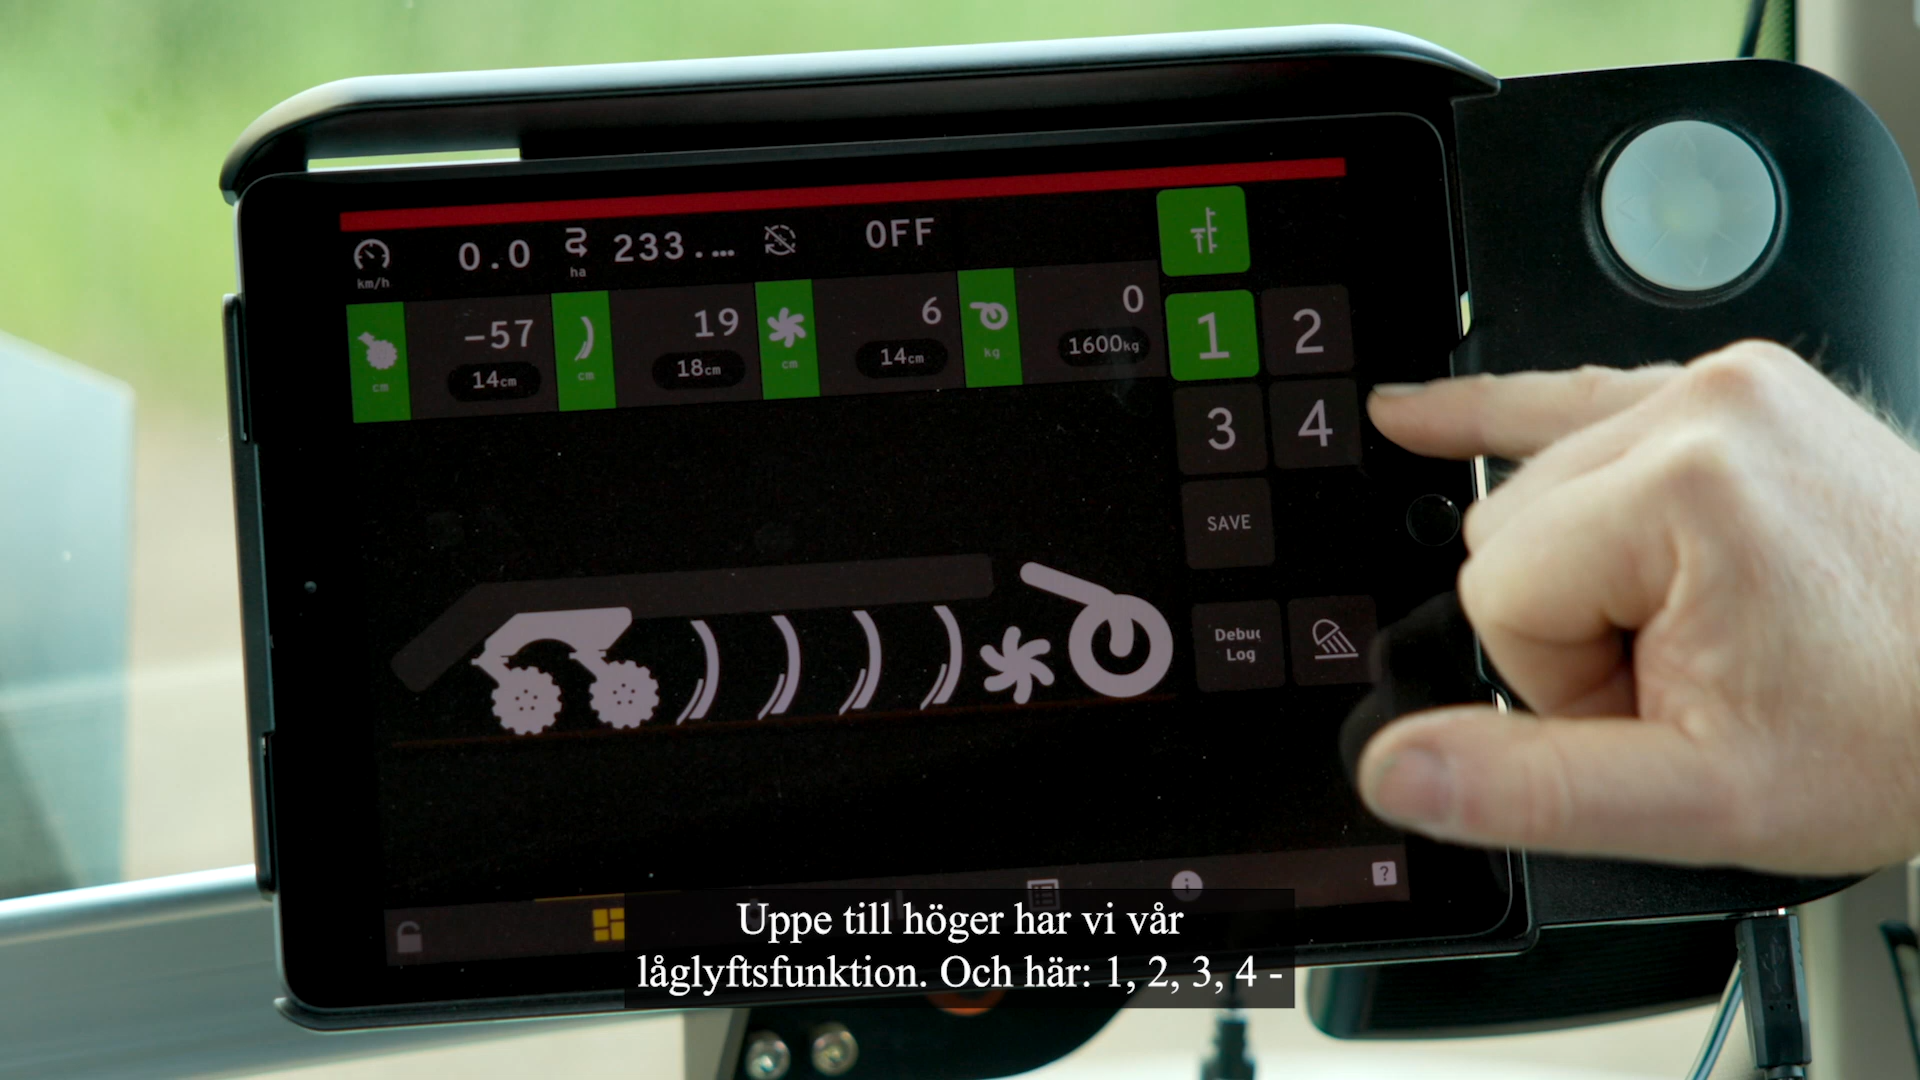 0.0 233.... OFF
km/h ha
-57 19 6 0
14cm 18cm 14cm 1600kg
cm cm cm kg
1 2
3 4
SAVE
Debug
Log
?
Uppe till höger har vi vår
låglyftsfunktion. Och här: 1, 2, 3, 4 -